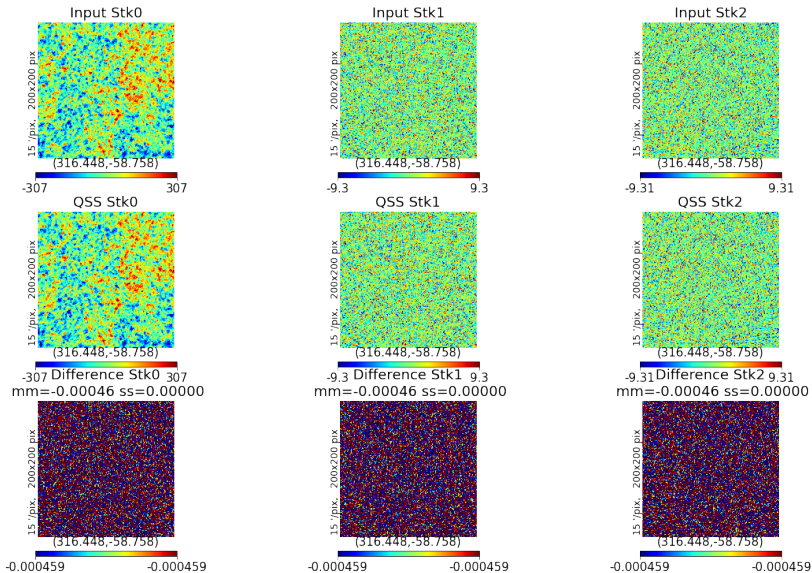 Input Stk0
Input Stk1
Input Stk2
15 '/pix,   200x200 pix
15 '/pix,   200x200 pix
15 '/pix,   200x200 pix
(316.448,-58.758)
(316.448,-58.758)
(316.448,-58.758)
-307 307
-9.3 9.3
-9.31 9.31
QSS Stk0
QSS Stk1
QSS Stk2
15 '/pix,   200x200 pix
15 '/pix,   200x200 pix
15 '/pix,   200x200 pix
(316.448,-58.758)
(316.448,-58.758)
(316.448,-58.758)
-307 307
-9.3 9.3
-9.31 9.31
Difference Stk0
mm=-0.00046 ss=0.00000
Difference Stk1
mm=-0.00046 ss=0.00000
Difference Stk2
mm=-0.00046 ss=0.00000
15 '/pix,   200x200 pix
15 '/pix,   200x200 pix
15 '/pix,   200x200 pix
(316.448,-58.758)
(316.448,-58.758)
(316.448,-58.758)
-0.000459 -0.000459
-0.000459 -0.000459
-0.000459 -0.000459